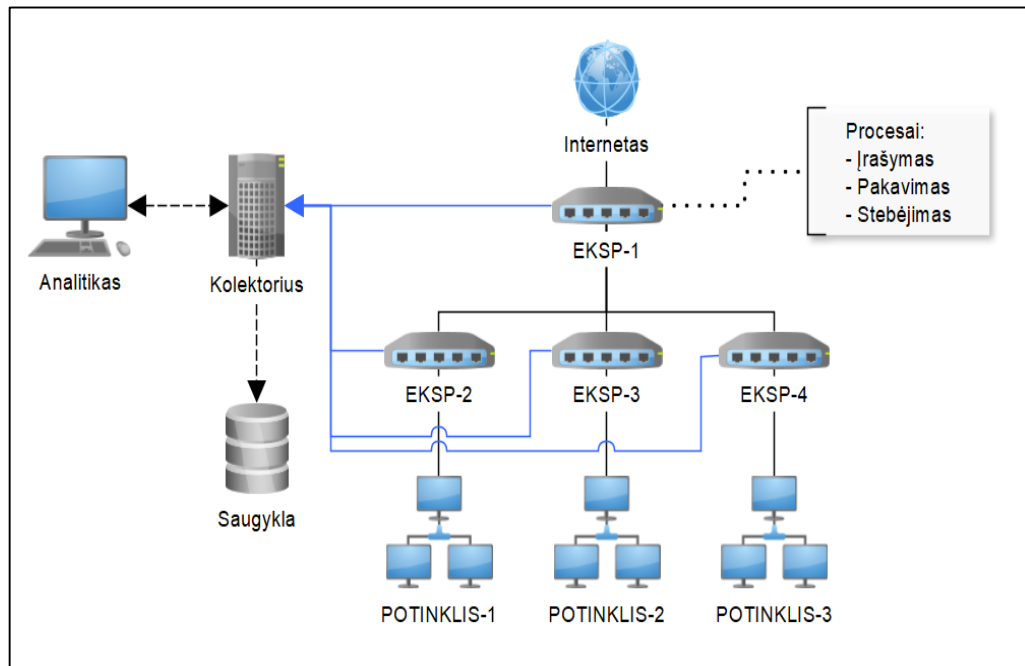 Internetas
Procesai:
- Įrašymas
- Pakavimas
- Stebėjimas
EKSP-1
Analitikas
Kolektorius
EKSP-2
EKSP-3
EKSP-4
Saugykla
POTINKLIS-1
POTINKLIS-2
POTINKLIS-3